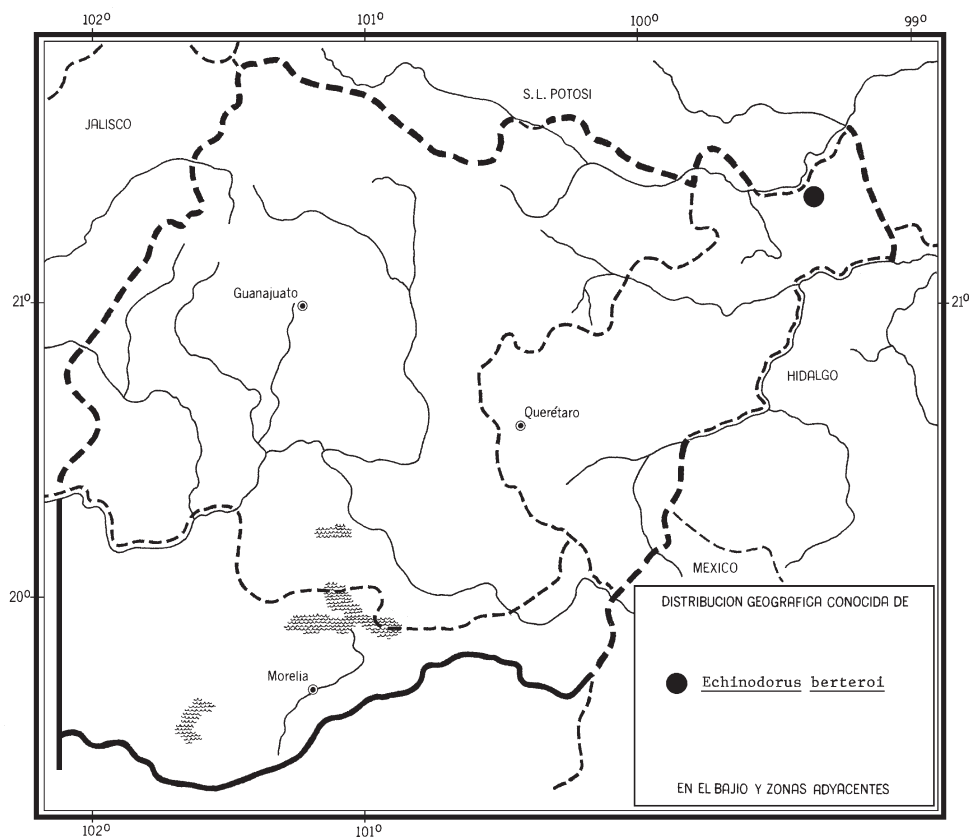 102° 101° 100° 99°
S.L. POTOSI
JALISCO
Guanajuato
21° 21°
HIDALGO
Querétaro
MEXICO
20°
DISTRIBUCION GEOGRAFICA CONOCIDA DE
Morelia
Echinodorus berteroi
EN EL BAJIO Y ZONAS ADYACENTES
102° 101°